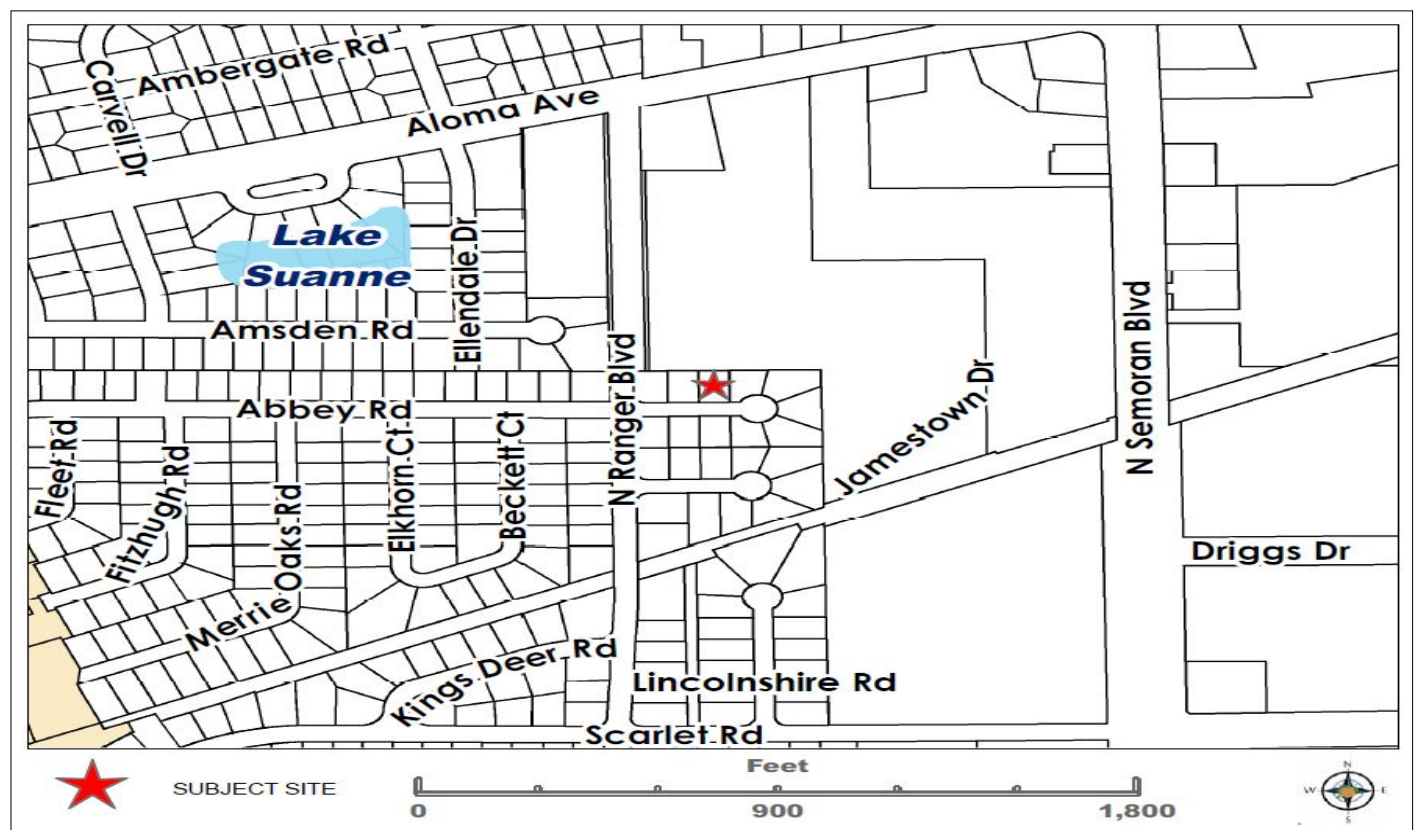 Ambergate Rd
Carvell Dr
Aloma Ave
Lake
Suanne
Ellendale Dr
Amsden Rd
N Ranger Blvd
N Semoran Blvd
Jamestown Dr
Abbey Rd
Fleet Rd
Fitzhugh Rd
Merrie Oaks Rd
Elkhorn Ct
Beckett Ct
Driggs Dr
Kings Deer Rd
Lincolnshire Rd
Scarlet Rd
SUBJECT SITE
Feet
0 900 1,800
N
W E
S